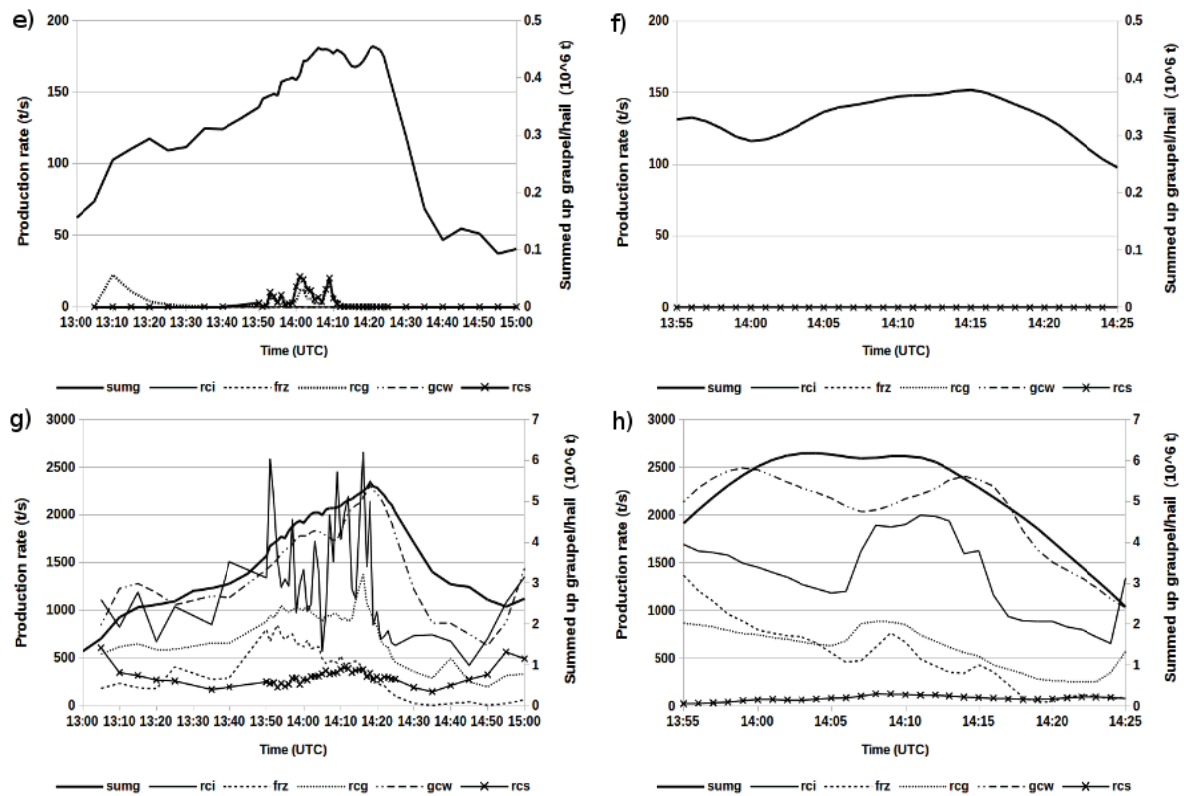 e)
200
150
100
50
0
0.5
0.4
0.3
0.2
0.1
0
Production rate (t/s)
Summed up graupel/hail (10^6 t)
13:00 13:10 13:20 13:30 13:40 13:50 14:00 14:10 14:20 14:30 14:40 14:50 15:00
Time (UTC)
sumg rci frz rcg gcw rcs
f)
200
150
100
50
0
0.5
0.4
0.3
0.2
0.1
0
Production rate (t/s)
Summed up graupel/hail (10^6 t)
13:55 14:00 14:05 14:10 14:15 14:20 14:25
Time (UTC)
sumg rci frz rcg gcw rcs
g)
3000
2500
2000
1500
1000
500
0
7
6
5
4
3
2
1
0
Production rate (t/s)
Summed up graupel/hail (10^6 t)
13:00 13:10 13:20 13:30 13:40 13:50 14:00 14:10 14:20 14:30 14:40 14:50 15:00
Time (UTC)
sumg rci frz rcg gcw rcs
h)
3000
2500
2000
1500
1000
500
0
7
6
5
4
3
2
1
0
Production rate (t/s)
Summed up graupel/hail (10^6 t)
13:55 14:00 14:05 14:10 14:15 14:20 14:25
Time (UTC)
sumg rci frz rcg gcw rcs